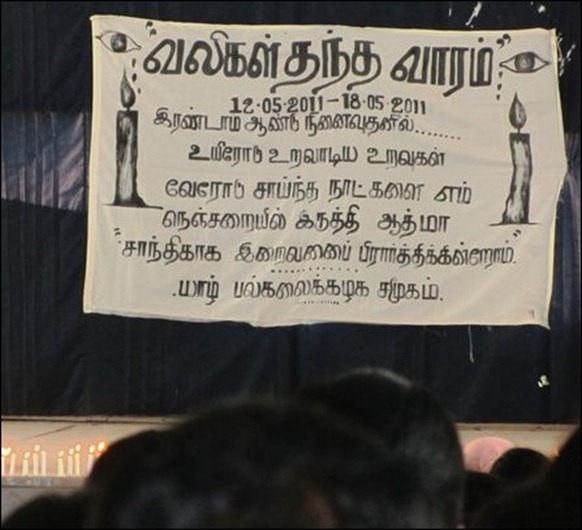 "வலிகள் தந்த வாரம்"
12-05-2011-18-05-2011
இரண்டாம் ஆண்டு நினைவுதனில்........
உயிரோடு உறவாடிய உறவுகள்
வேரோடு சாய்ந்த நாட்களை எம்
நெஞ்சறையில் இருத்தி ஆத்மா
"சாந்திகாக இறைவனைப் பிரார்த்திக்கின்றோம்."
யாழ் பல்கலைக்கழக சமூகம்.